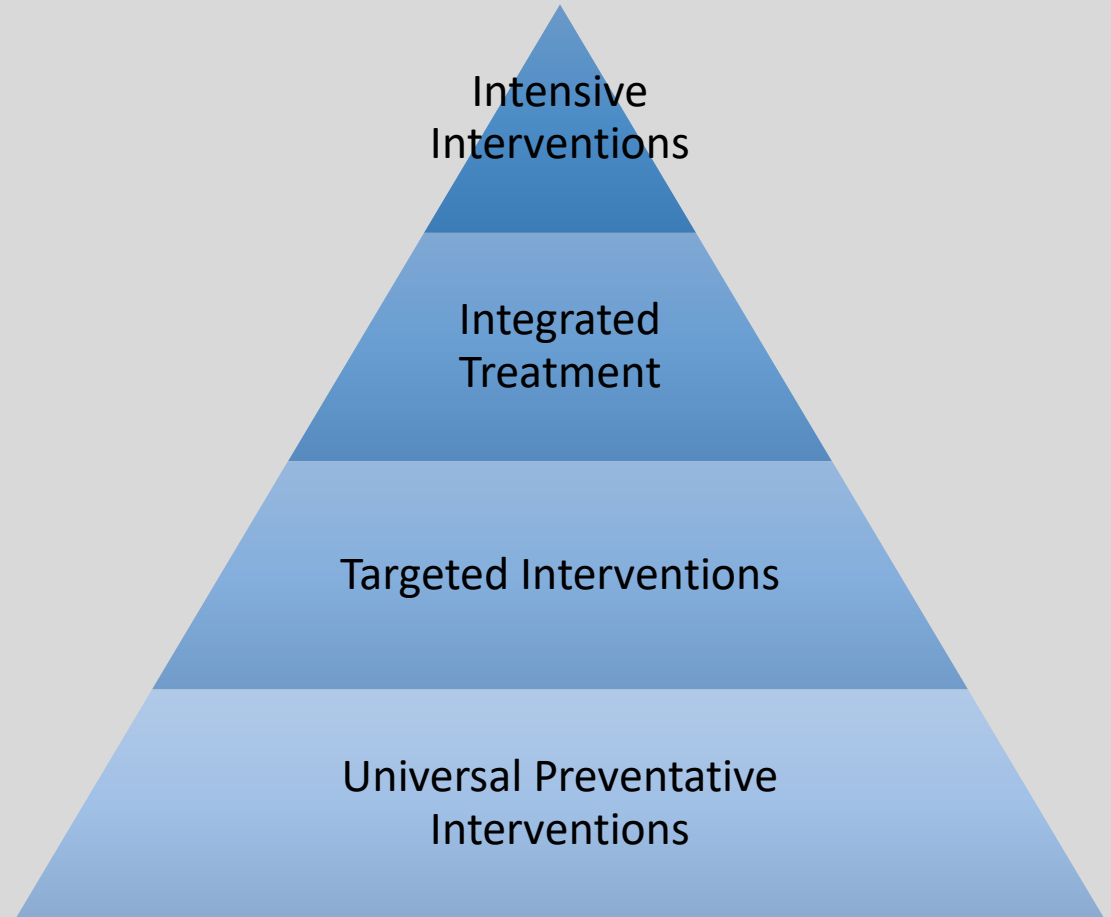 Intensive
Interventions
Integrated
Treatment
Targeted Interventions
Universal Preventative
Interventions